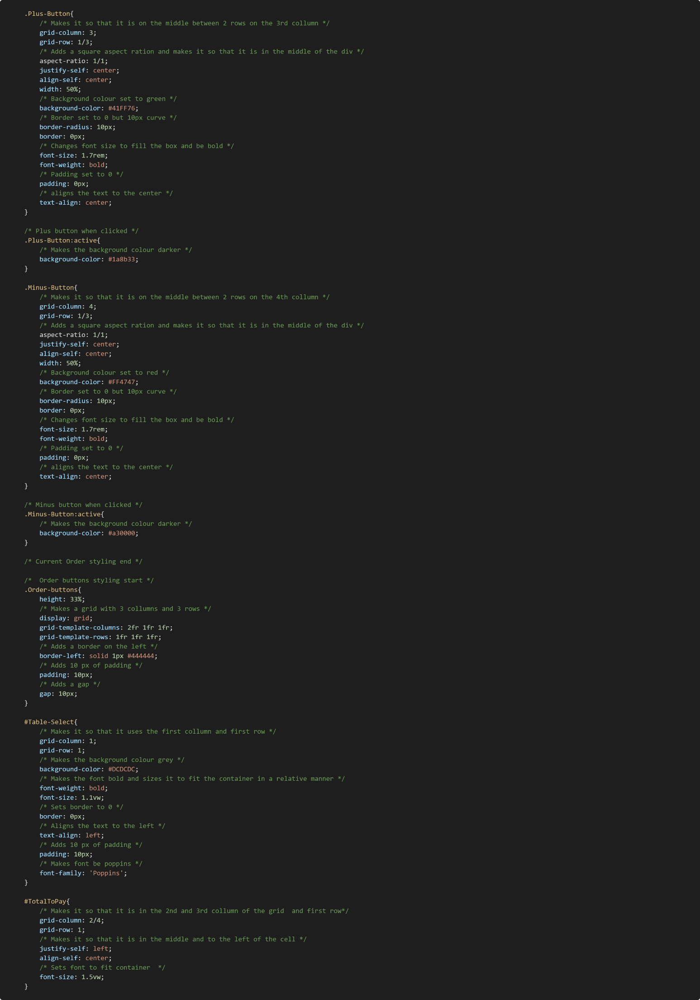 .Plus-Button{
/* Makes it so that it is on the middle between 2 rows on the 3rd collumn */
grid-column: 3;
grid-row: 1/3;
/* Adds a square aspect ration and makes it so that it is in the middle of the div */
aspect-ratio: 1/1;
justify-self: center;
align-self: center;
width: 50%;
/* Background colour set to green */
background-color: #41FF76;
/* Border set to 0 but 10px curve */
border-radius: 10px;
border: 0px;
/* Changes font size to fill the box and be bold */
font-size: 1.7rem;
font-weight: bold;
/* Padding set to 0 */
padding: 0px;
/* aligns the text to the center */
text-align: center;
}
/* Plus button when clicked */
.Plus-Button:active{
/* Makes the background colour darker */
background-color: #1a8b33;
}
.Minus-Button{
/* Makes it so that it is on the middle between 2 rows on the 4th collumn */
grid-column: 4;
grid-row: 1/3;
/* Adds a square aspect ration and makes it so that it is in the middle of the div */
aspect-ratio: 1/1;
justify-self: center;
align-self: center;
width: 50%;
/* Background colour set to red */
background-color: #FF4747;
/* Border set to 0 but 10px curve */
border-radius: 10px;
border: 0px;
/* Changes font size to fill the box and be bold */
font-size: 1.7rem;
font-weight: bold;
/* Padding set to 0 */
padding: 0px;
/* aligns the text to the center */
text-align: center;
}
/* Minus button when clicked */
.Minus-Button:active{
/* Makes the background colour darker */
background-color: #a30000;
}
/* Current Order styling end */
/*  Order buttons styling start */
.Order-buttons{
height: 33%;
/* Makes a grid with 3 collumns and 3 rows */
display: grid;
grid-template-columns: 2fr 1fr 1fr;
grid-template-rows: 1fr 1fr 1fr;
/* Adds a border on the left */
border-left: solid 1px #444444;
/* Adds 10 px of padding */
padding: 10px;
/* Adds a gap */
gap: 10px;
}
#Table-Select{
/* Makes it so that it uses the first collumn and first row */
grid-column: 1;
grid-row: 1;
/* Makes the background colour grey */
background-color: #DCDCDC;
/* Makes the font bold and sizes it to fit the container in a relative manner */
font-weight: bold;
font-size: 1.1vw;
/* Sets border to 0 */
border: 0px;
/* Aligns the text to the left */
text-align: left;
/* Adds 10 px of padding */
padding: 10px;
/* Makes font be poppins */
font-family: 'Poppins';
}
#TotalToPay{
/* Makes it so that it is in the 2nd and 3rd collumn of the grid  and first row*/
grid-column: 2/4;
grid-row: 1;
/* Makes it so that it is in the middle and to the left of the cell */
justify-self: left;
align-self: center;
/* Sets font to fit container  */
font-size: 1.5vw;
}